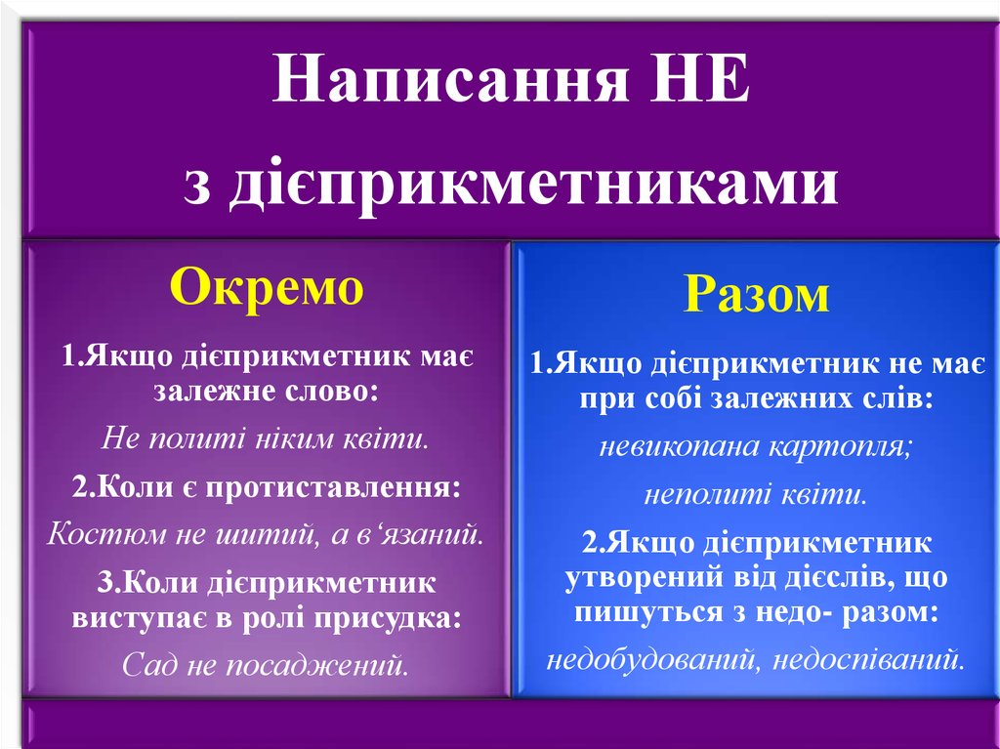 Написання НЕ
з дієприкметниками
Окремо
1.Якщо дієприкметник має
залежне слово:
Не политі ніким квіти.
2.Коли є протиставлення:
Костюм не шитий, а в‘язаний.
3.Коли дієприкметник
виступає в ролі присудка:
Сад не посаджений.
Разом
1.Якщо дієприкметник не має
при собі залежних слів:
невикопана картопля;
неполиті квіти.
2.Якщо дієприкметник
утворений від дієслів, що
пишуться з недо- разом:
недобудований, недоспіваний.